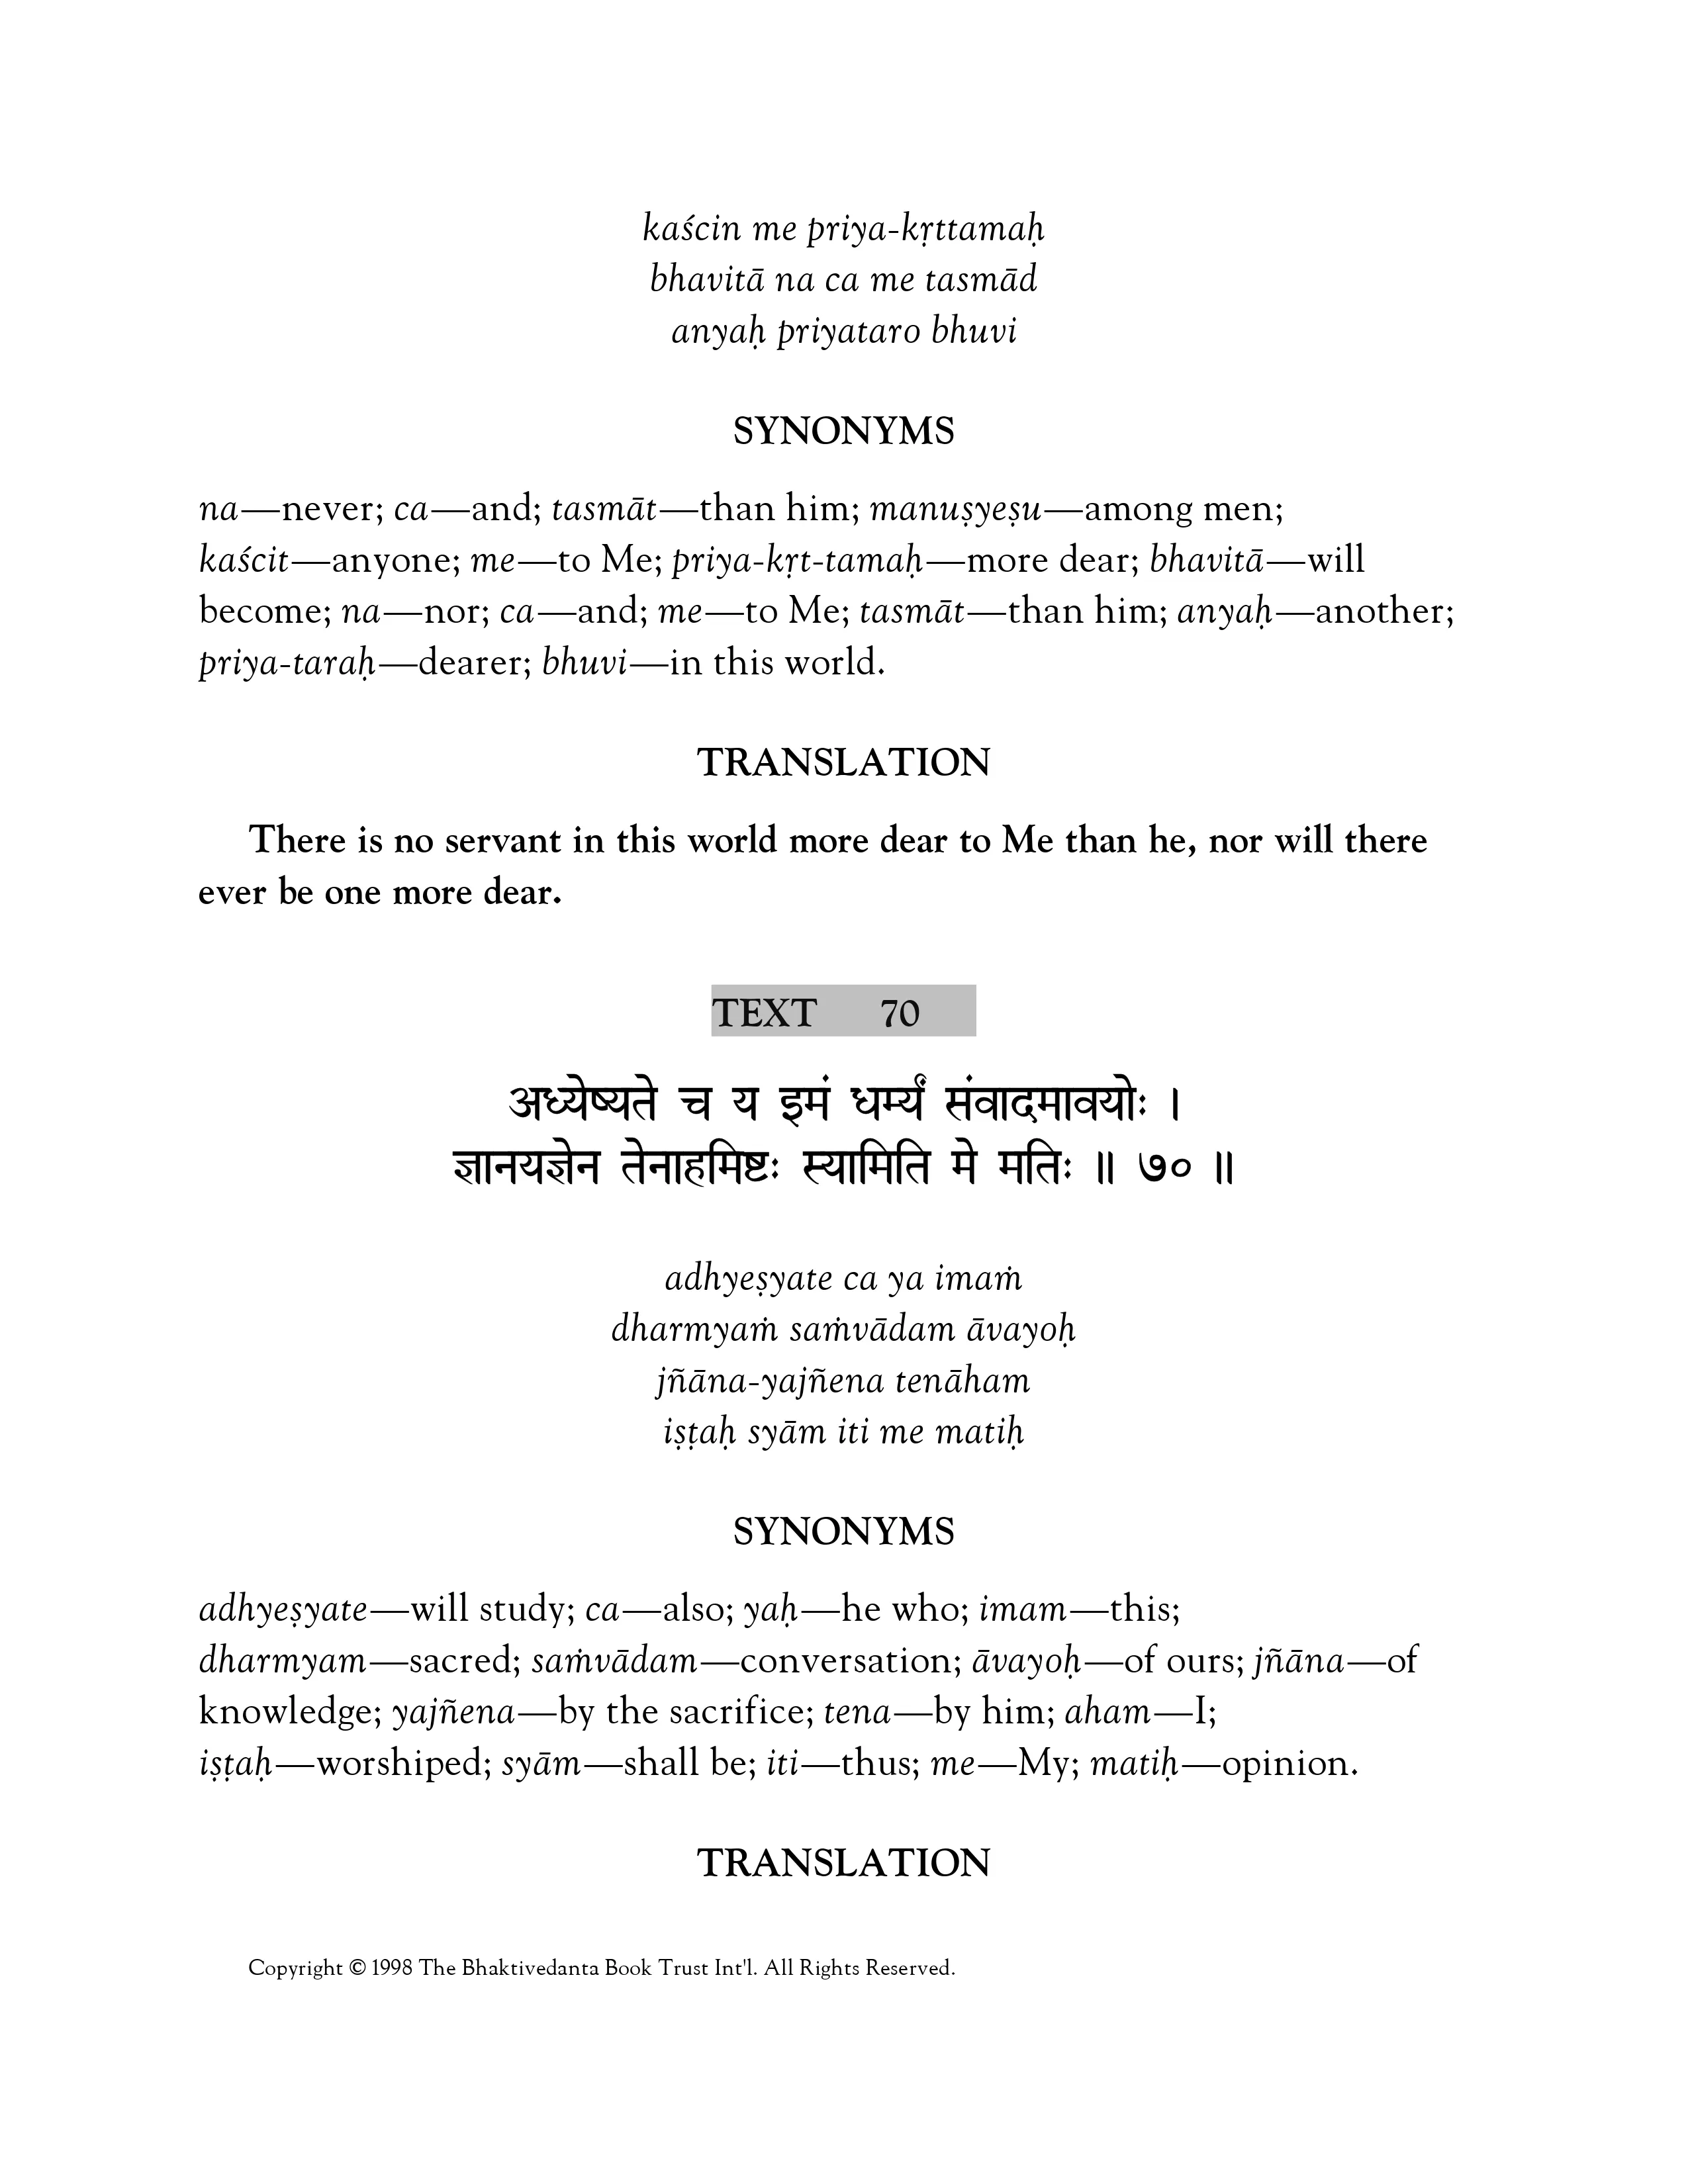 kaścin me priya-kṛttamaḥ
bhavitā na ca me tasmād
anyaḥ priyataro bhuvi
SYNONYMS
na—never; ca—and; tasmāt—than him; manuṣyeṣu—among men;
kaścit—anyone; me—to Me; priya-kṛt-tamaḥ—more dear; bhavitā—will
become; na—nor; ca—and; me—to Me; tasmāt—than him; anyaḥ—another;
priya-taraḥ—dearer; bhuvi—in this world.
TRANSLATION
There is no servant in this world more dear to Me than he, nor will there
ever be one more dear.
TEXT 70
अध्येष्यते च य इमं धर्म्यं संवादमावयोः ।
ज्ञानयज्ञेन तेनाहमिष्टः स्यामिति मे मतिः ॥ ७० ॥
adhyeṣyate ca ya imaṁ
dharmyaṁ saṁvādam āvayoḥ
jñāna-yajñena tenāham
iṣṭaḥ syām iti me matiḥ
SYNONYMS
adhyeṣyate—will study; ca—also; yaḥ—he who; imam—this;
dharmyam—sacred; saṁvādam—conversation; āvayoḥ—of ours; jñāna—of
knowledge; yajñena—by the sacrifice; tena—by him; aham—I;
iṣṭaḥ—worshiped; syām—shall be; iti—thus; me—My; matiḥ—opinion.
TRANSLATION
Copyright © 1998 The Bhaktivedanta Book Trust Int'l. All Rights Reserved.